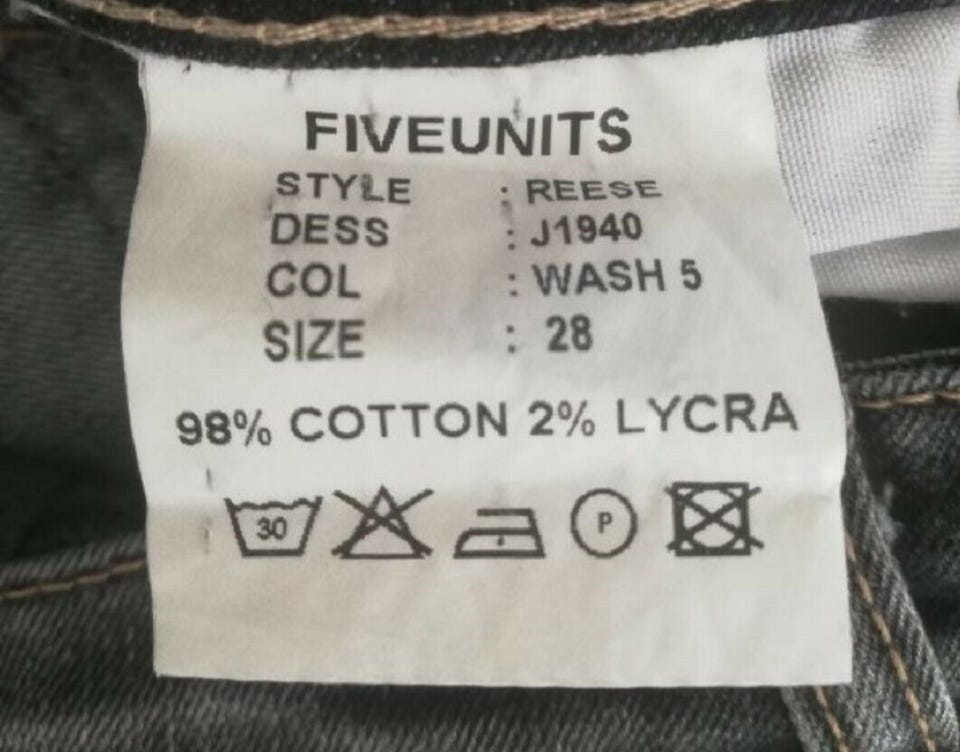 FIVEUNITS
STYLE : REESE
DESS : J1940
COL : WASH 5
SIZE : 28
98% COTTON 2% LYCRA
30 P